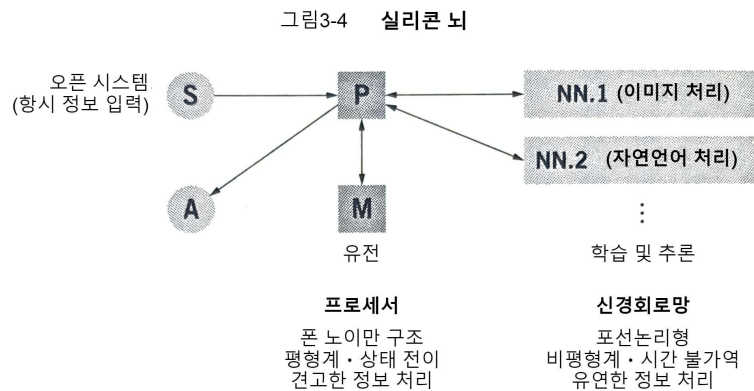 그림3-4 실리콘 뇌
오픈 시스템
(항시 정보 입력)
S
P
NN.1 (이미지 처리)
NN.2 (자연언어 처리)
A
M
⋮
유전
학습 및 추론
프로세서
폰 노이만 구조
평형계・상태 전이
견고한 정보 처리
신경회로망
포선논리형
비평형계・시간 불가역
유연한 정보 처리